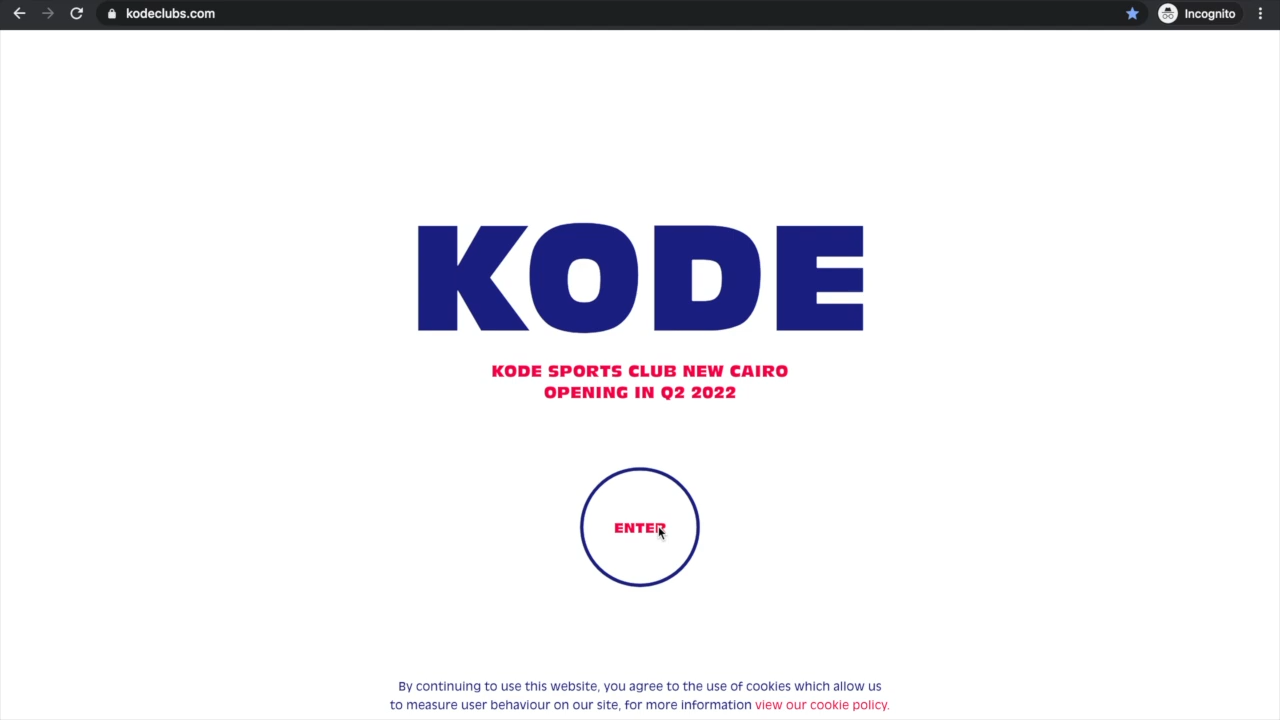 kodeclubs.com
Incognito
KODE
KODE SPORTS CLUB NEW CAIRO
OPENING IN Q2 2022
ENTER
By continuing to use this website, you agree to the use of cookies which allow us
to measure user behaviour on our site, for more information view our cookie policy.